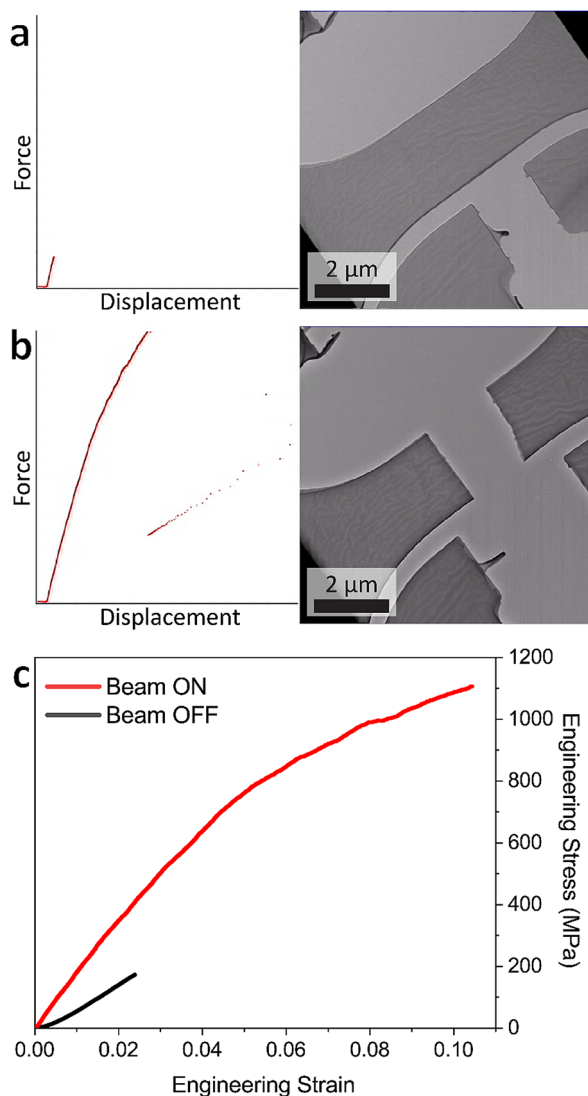 a
Force
Displacement
2 μm
b
Force
Displacement
2 μm
c
Beam ON
Beam OFF
1200
1000
800
600
400
200
0
Engineering Stress (MPa)
0.00 0.02 0.04 0.06 0.08 0.10
Engineering Strain